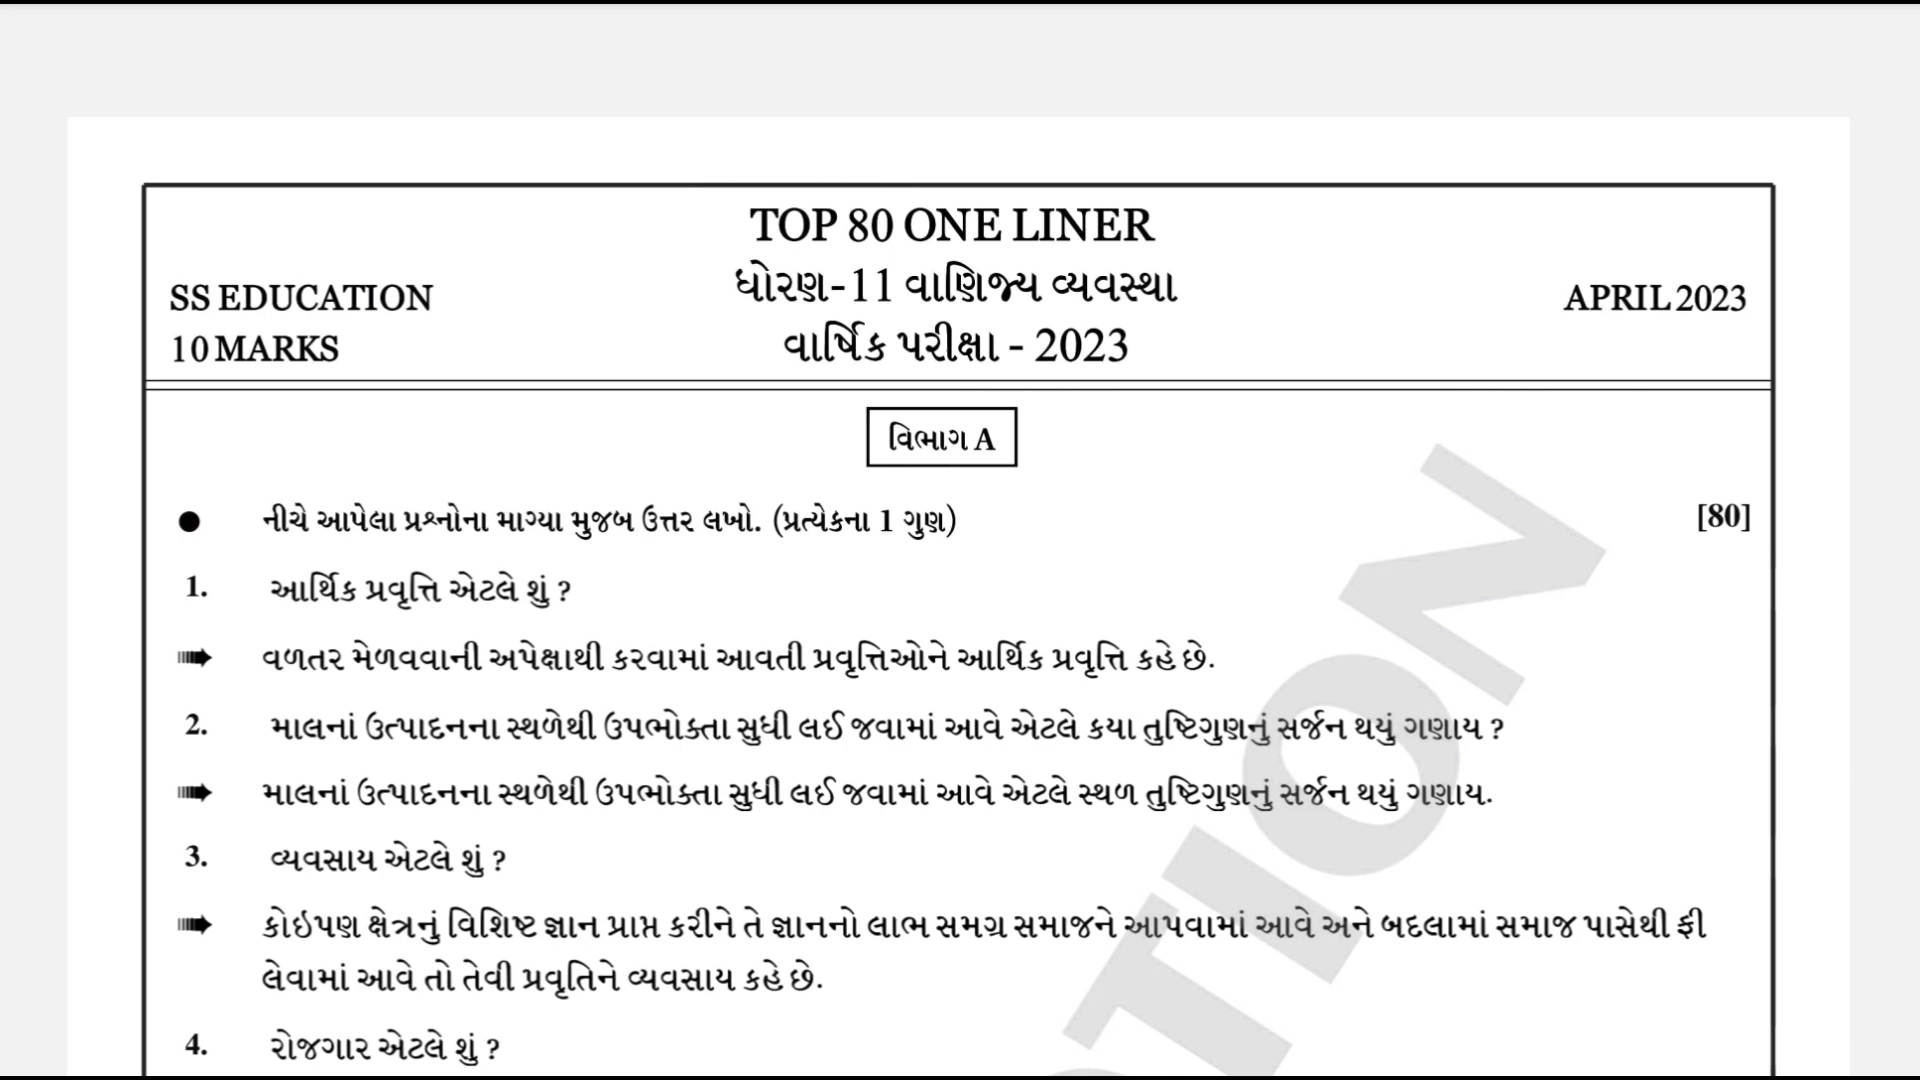 TOP 80 ONE LINER
ધોરણ-11 વાણિજ્ય વ્યવસ્થા
SS EDUCATION
APRIL 2023
10 MARKS
વાર્ષિક પરીક્ષા - 2023
વિભાગ A
● નીચે આપેલા પ્રશ્નોના માગ્યા મુજબ ઉત્તર લખો. (પ્રત્યેકના 1 ગુણ) [80]
1. આર્થિક પ્રવૃત્તિ એટલે શું ?
➠ વળતર મેળવવાની અપેક્ષાથી કરવામાં આવતી પ્રવૃત્તિઓને આર્થિક પ્રવૃત્તિ કહે છે.
2. માલનાં ઉત્પાદનના સ્થળેથી ઉપભોક્તા સુધી લઈ જવામાં આવે એટલે કયા તુષ્ટિગુણનું સર્જન થયું ગણાય ?
➠ માલનાં ઉત્પાદનના સ્થળેથી ઉપભોક્તા સુધી લઈ જવામાં આવે એટલે સ્થળ તુષ્ટિગુણનું સર્જન થયું ગણાય.
3. વ્યવસાય એટલે શું ?
➠ કોઇપણ ક્ષેત્રનું વિશિષ્ટ જ્ઞાન પ્રાપ્ત કરીને તે જ્ઞાનનો લાભ સમગ્ર સમાજને આપવામાં આવે અને બદલામાં સમાજ પાસેથી ફી
લેવામાં આવે તો તેવી પ્રવૃતિને વ્યવસાય કહે છે.
4. રોજગાર એટલે શું ?